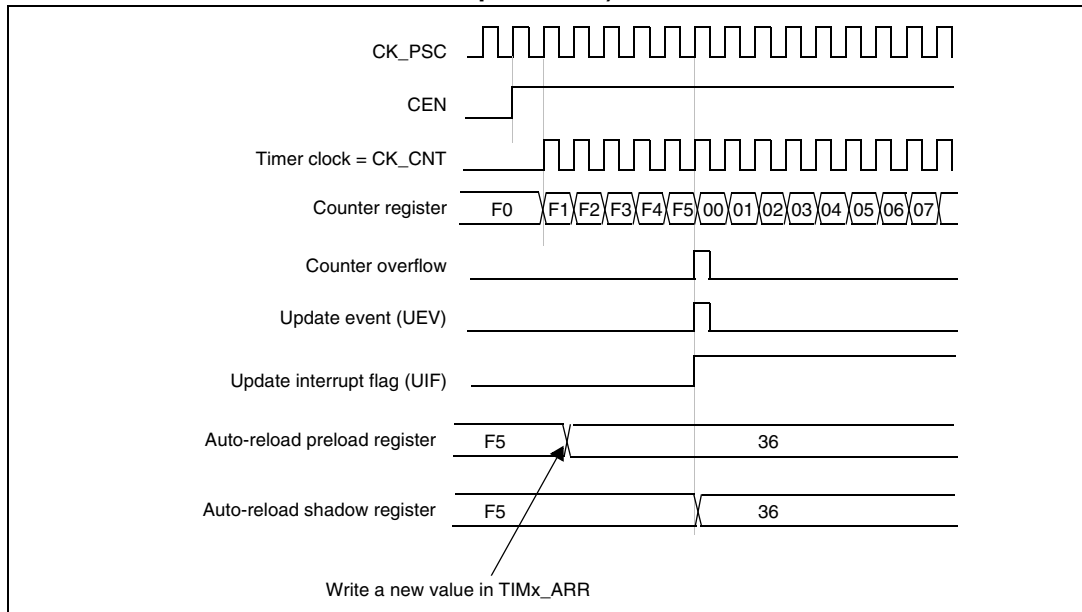 CK_PSC
CEN
Timer clock = CK_CNT
Counter register F0 F1 F2 F3 F4 F5 00 01 02 03 04 05 06 07
Counter overflow
Update event (UEV)
Update interrupt flag (UIF)
Auto-reload preload register F5 36
Auto-reload shadow register F5 36
Write a new value in TIMx_ARR